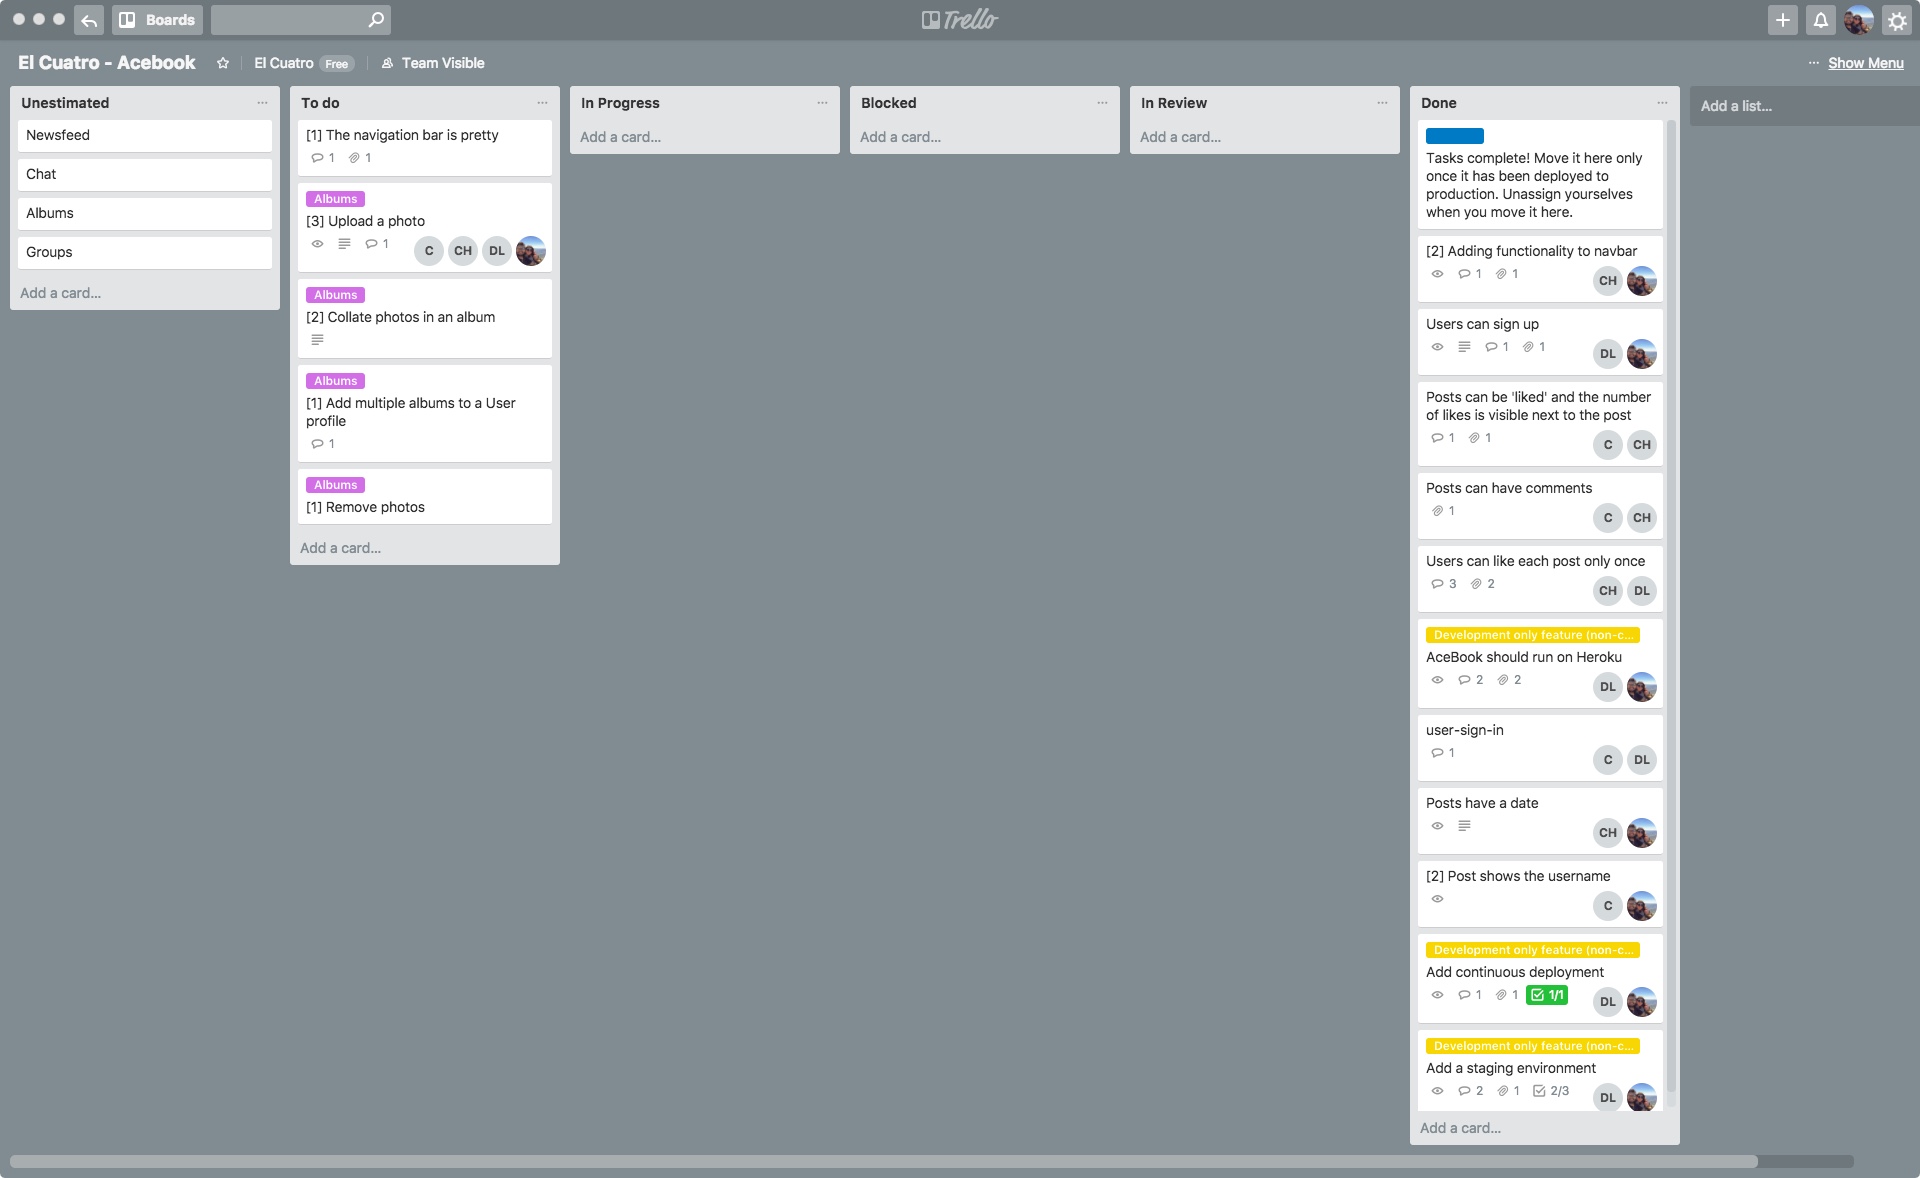 Boards
Trello
El Cuatro - Acebook
El Cuatro Free
Team Visible
... Show Menu
Unestimated ...
Newsfeed
Chat
Albums
Groups
Add a card...
To do ...
[1] The navigation bar is pretty
1 1
Albums
[3] Upload a photo
1 C CH DL
Albums
[2] Collate photos in an album
Albums
[1] Add multiple albums to a User
profile
1
Albums
[1] Remove photos
Add a card...
In Progress ...
Add a card...
Blocked ...
Add a card...
In Review ...
Add a card...
Done ...
Tasks complete! Move it here only
once it has been deployed to
production. Unassign yourselves
when you move it here.
[2] Adding functionality to navbar
1 1 CH
Users can sign up
1 1 DL
Posts can be 'liked' and the number
of likes is visible next to the post
1 1 C CH
Posts can have comments
1 C CH
Users can like each post only once
3 2 CH DL
Development only feature (non-c...
AceBook should run on Heroku
2 2 DL
user-sign-in
1 C DL
Posts have a date
CH
[2] Post shows the username
C
Development only feature (non-c...
Add continuous deployment
1 1 1/1 DL
Development only feature (non-c...
Add a staging environment
2 1 2/3 DL
Add a card...
Add a list...